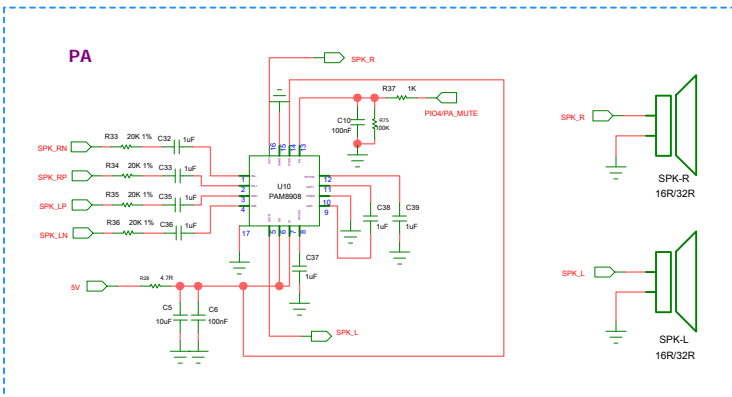 PA
SPK_R
R37 1K
PIO4/PA_MUTE
C10
100nF
R75
100K
R33 20K 1% C32 1uF
SPK_RN
R34 20K 1% C33 1uF
SPK_RP
R35 20K 1% C35 1uF
SPK_LP
R36 20K 1% C36 1uF
SPK_LN
16 15 14 13
1
2
3
4
17
U10
PAM8908
12
11
10
9
5 6 7 8
C38
1uF
C39
1uF
C37
1uF
5V
4.7R
C5
10uF
C6
100nF
SPK_L
SPK_R
SPK-R
16R/32R
SPK_L
SPK-L
16R/32R